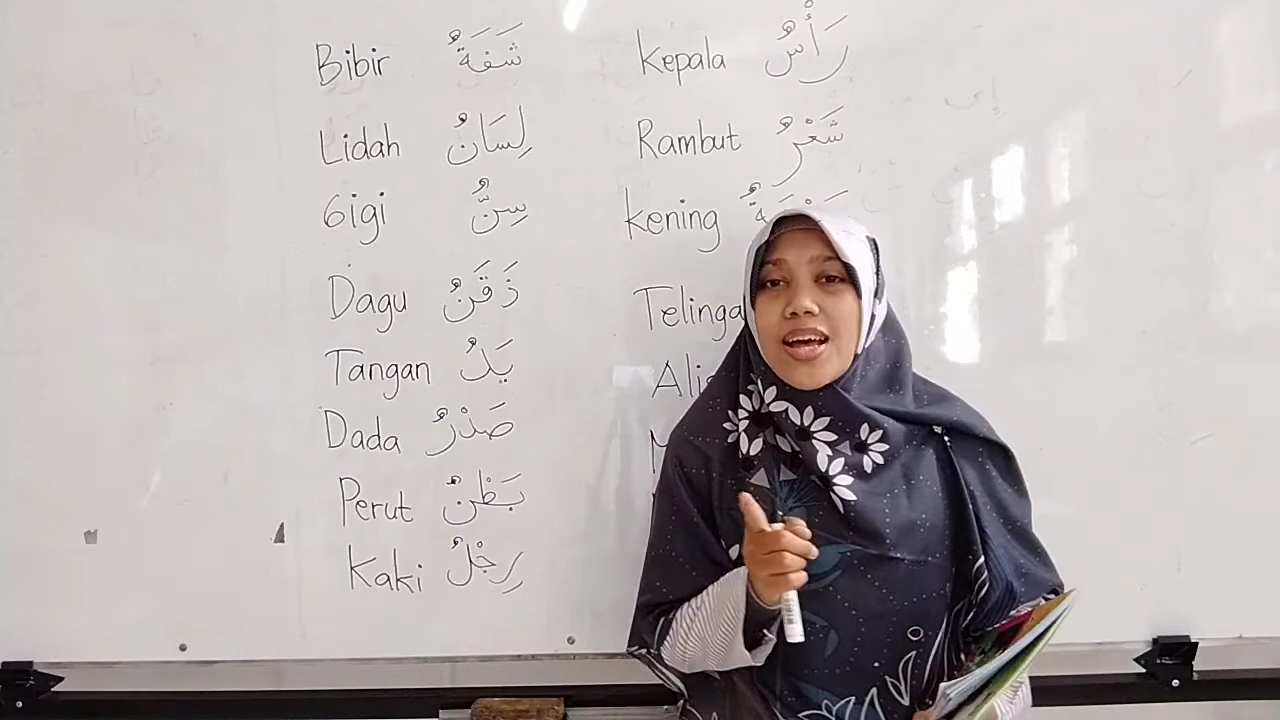 Bibir شَفَةٌ
Lidah لِسَانٌ
Gigi سِنٌّ
Dagu ذَقَنٌ
Tangan يَدٌ
Dada صَدْرٌ
Perut بَطْنٌ
Kaki رِجْلٌ
Kepala رَأْسٌ
Rambut شَعْرٌ
Kening
Telinga